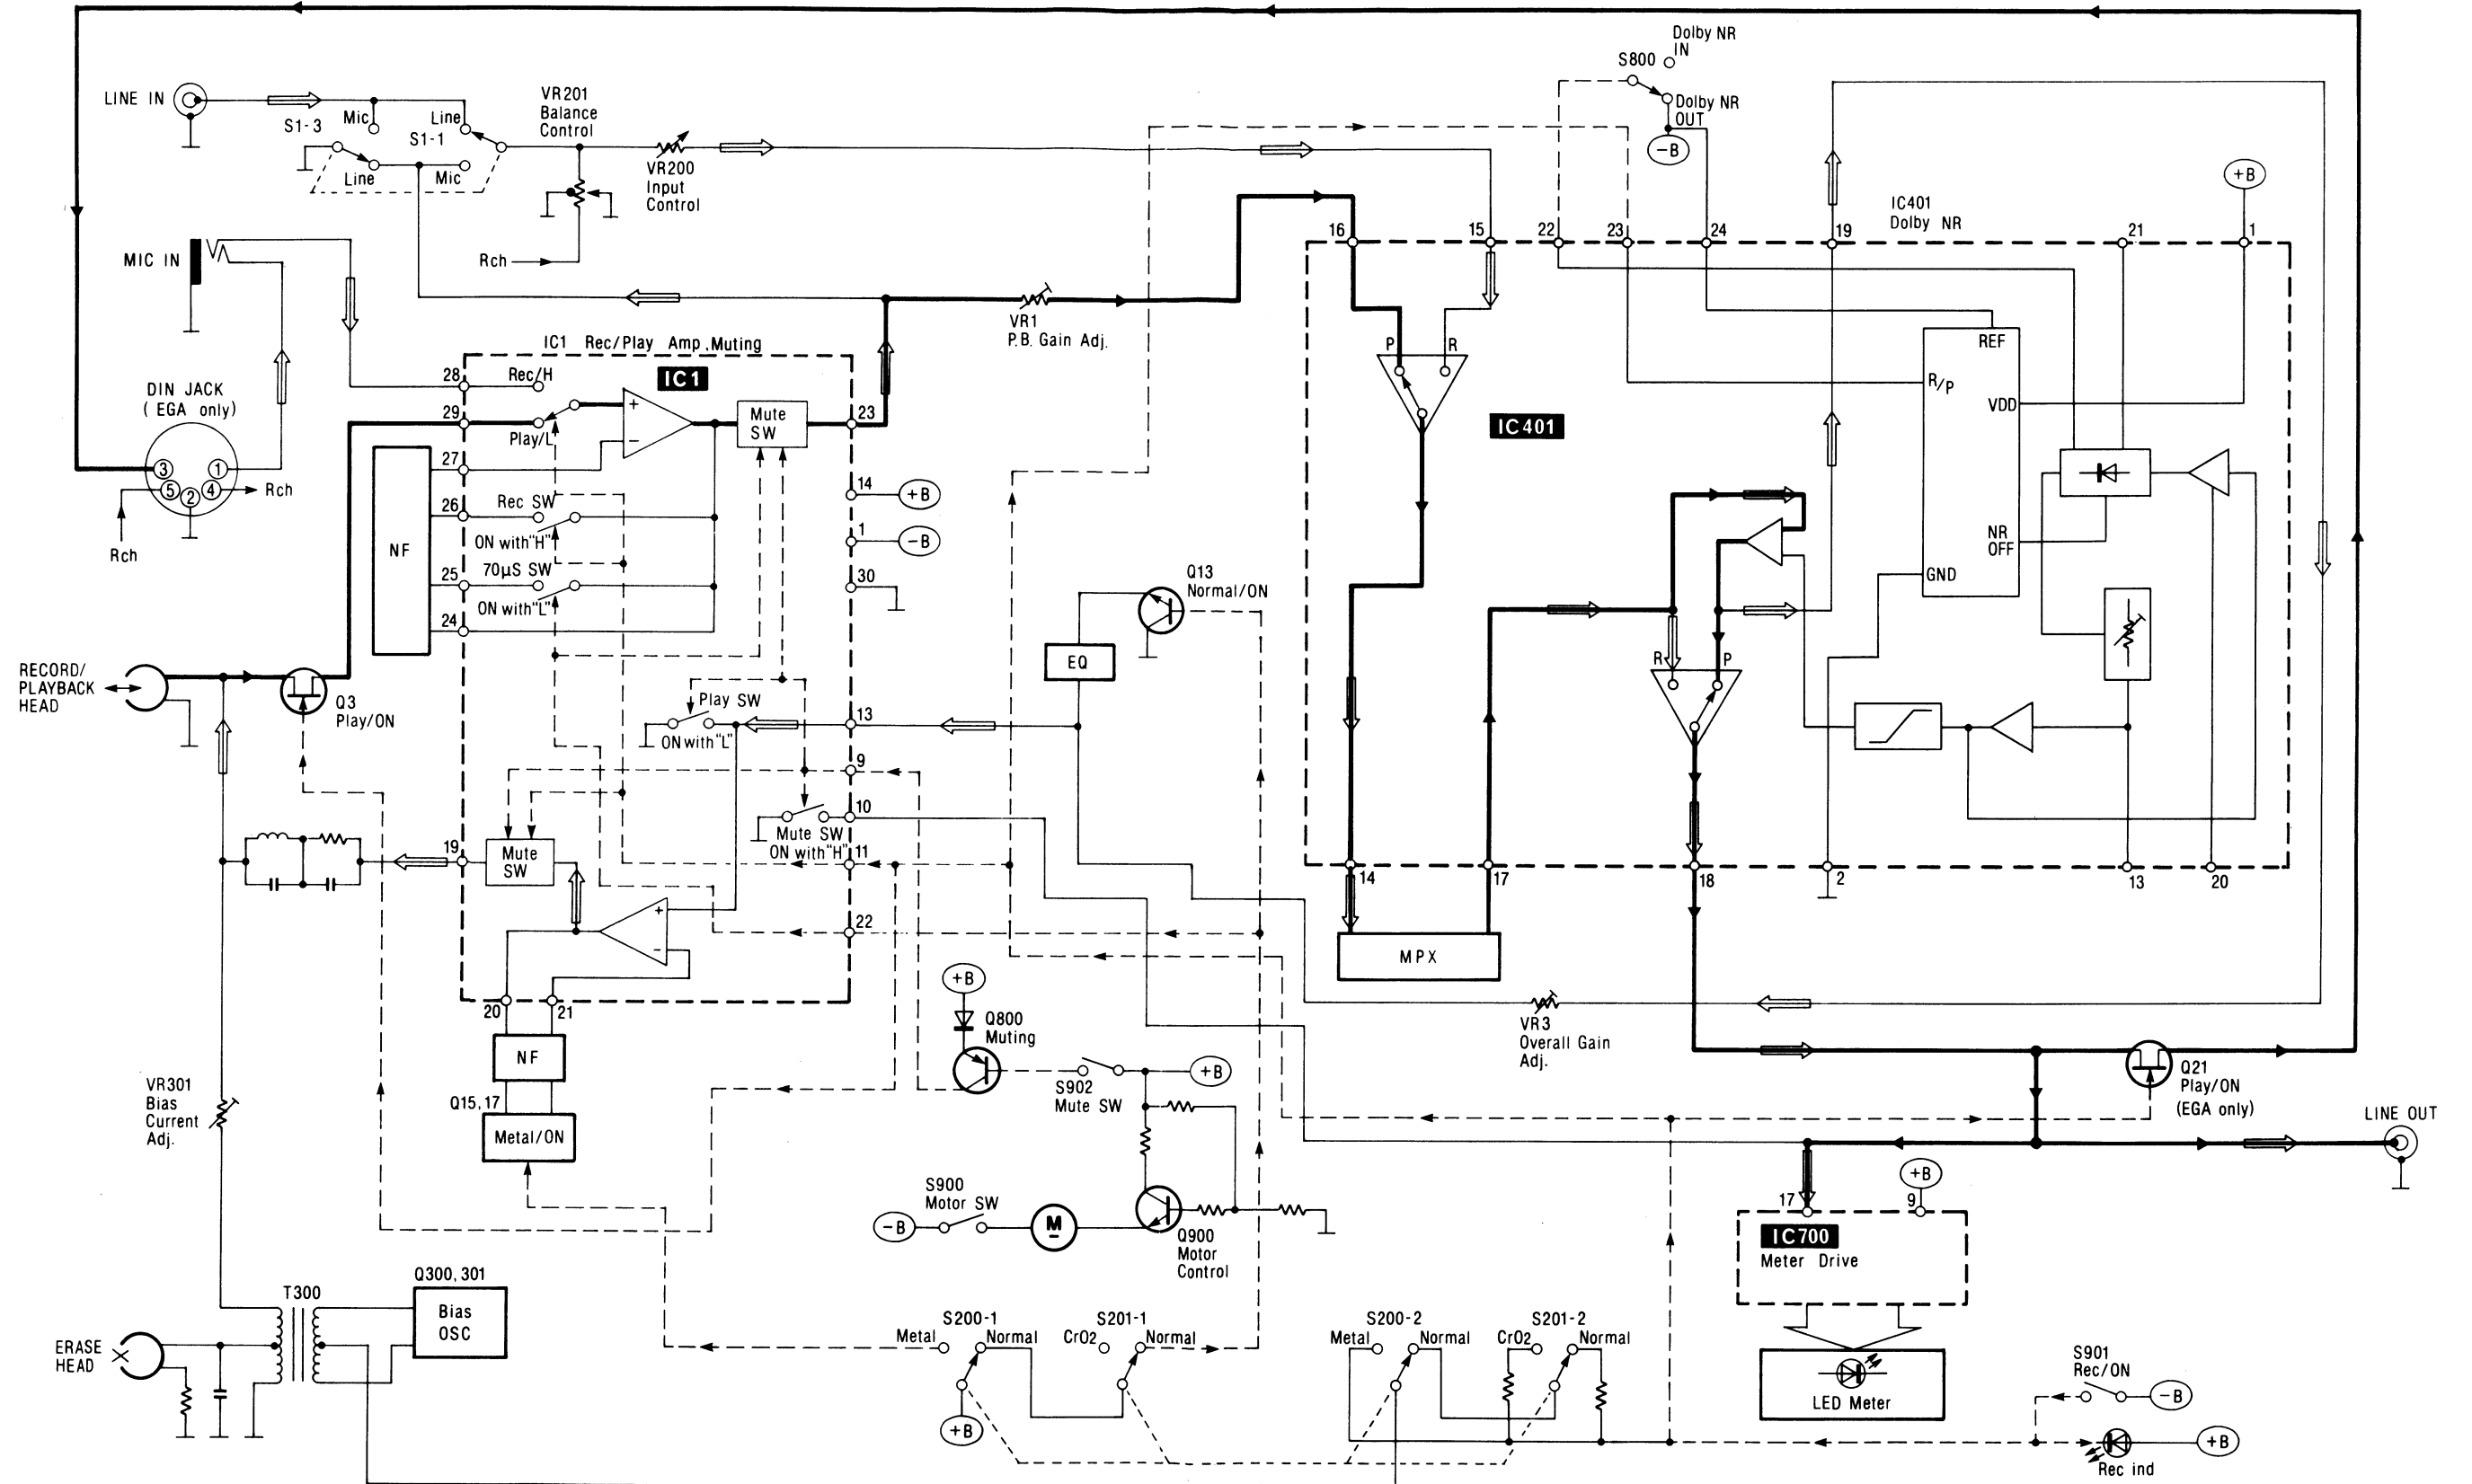 LINE IN
S1-3
Mic
Line
S1-1
Line
Mic
VR201
Balance
Control
VR200
Input
Control
Rch
Dolby NR
IN
S800
Dolby NR
OUT
-B
+B
IC401
Dolby NR
MIC IN
DIN JACK
( EGA only)
3
1
5
2
4
Rch
Rch
IC1 Rec/Play Amp, Muting
IC1
28
Rec/H
29
Play/L
+
-
Mute
SW
23
27
26
Rec SW
ON with"H"
25
70µS SW
ON with"L"
24
NF
14
+B
1
-B
30
VR1
P.B. Gain Adj.
16
15
22
23
24
19
21
1
P
R
IC401
REF
R/P
VDD
NR
OFF
GND
R
P
RECORD/
PLAYBACK
HEAD
Q3
Play/ON
Play SW
ON with"L"
13
9
10
Mute SW
ON with"H"
11
22
19
Mute
SW
+
-
20
21
NF
Q15, 17
Metal/ON
Q13
Normal/ON
EQ
14
17
18
2
13
20
MPX
VR3
Overall Gain
Adj.
+B
Q800
Muting
S902
Mute SW
+B
Q21
Play/ON
(EGA only)
LINE OUT
VR301
Bias
Current
Adj.
S900
Motor SW
-B
M
Q900
Motor
Control
17
9
+B
IC700
Meter Drive
LED Meter
T300
Q300, 301
Bias
OSC
ERASE
HEAD
S200-1
Metal
Normal
+B
S201-1
CrO2
Normal
S200-2
Metal
Normal
S201-2
CrO2
Normal
S901
Rec/ON
-B
+B
Rec ind